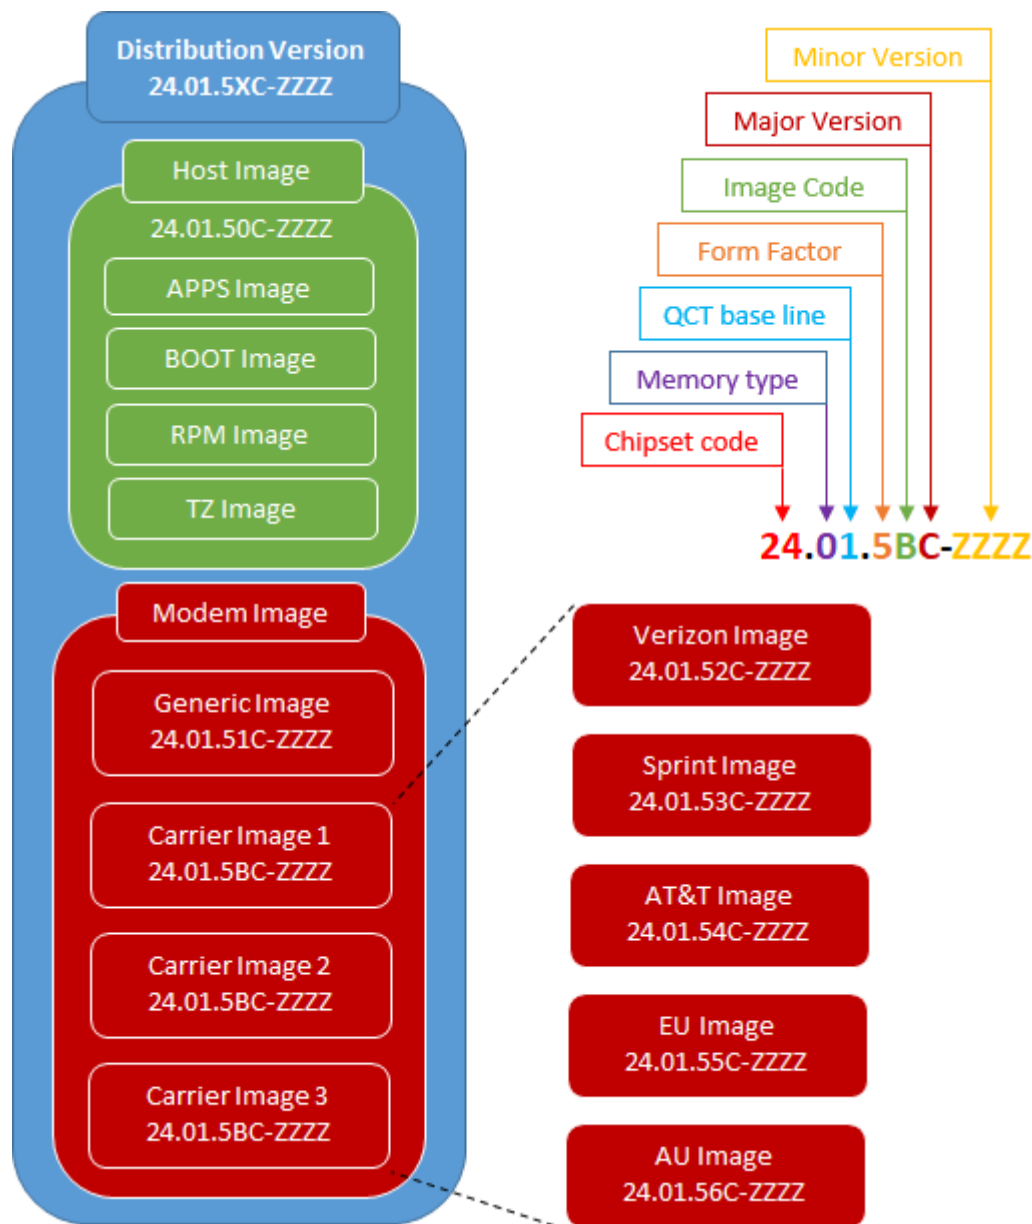 Distribution Version
24.01.5XC-ZZZZ
Host Image
24.01.50C-ZZZZ
APPS Image
BOOT Image
RPM Image
TZ Image
Modem Image
Generic Image
24.01.51C-ZZZZ
Carrier Image 1
24.01.5BC-ZZZZ
Carrier Image 2
24.01.5BC-ZZZZ
Carrier Image 3
24.01.5BC-ZZZZ
Minor Version
Major Version
Image Code
Form Factor
QCT base line
Memory type
Chipset code
24.01.5BC-ZZZZ
Verizon Image
24.01.52C-ZZZZ
Sprint Image
24.01.53C-ZZZZ
AT&T Image
24.01.54C-ZZZZ
EU Image
24.01.55C-ZZZZ
AU Image
24.01.56C-ZZZZ